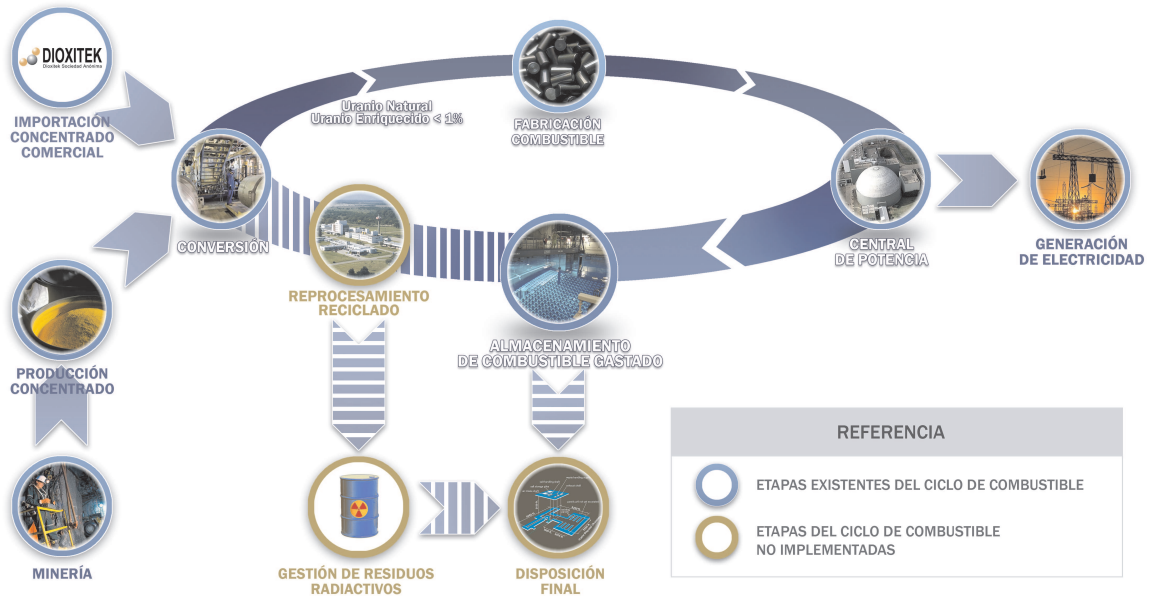 DIOXITEK
Dioxitek Sociedad Anónima
IMPORTACIÓN
CONCENTRADO
COMERCIAL
Uranio Natural
Uranio Enriquecido < 1%
FABRICACIÓN
COMBUSTIBLE
CONVERSIÓN
CENTRAL
DE POTENCIA
GENERACIÓN
DE ELECTRICIDAD
REPROCESAMIENTO
RECICLADO
ALMACENAMIENTO
DE COMBUSTIBLE GASTADO
PRODUCCIÓN
CONCENTRADO
MINERÍA
GESTIÓN DE RESIDUOS
RADIACTIVOS
DISPOSICIÓN
FINAL
REFERENCIA
ETAPAS EXISTENTES DEL CICLO DE COMBUSTIBLE
ETAPAS DEL CICLO DE COMBUSTIBLE
NO IMPLEMENTADAS